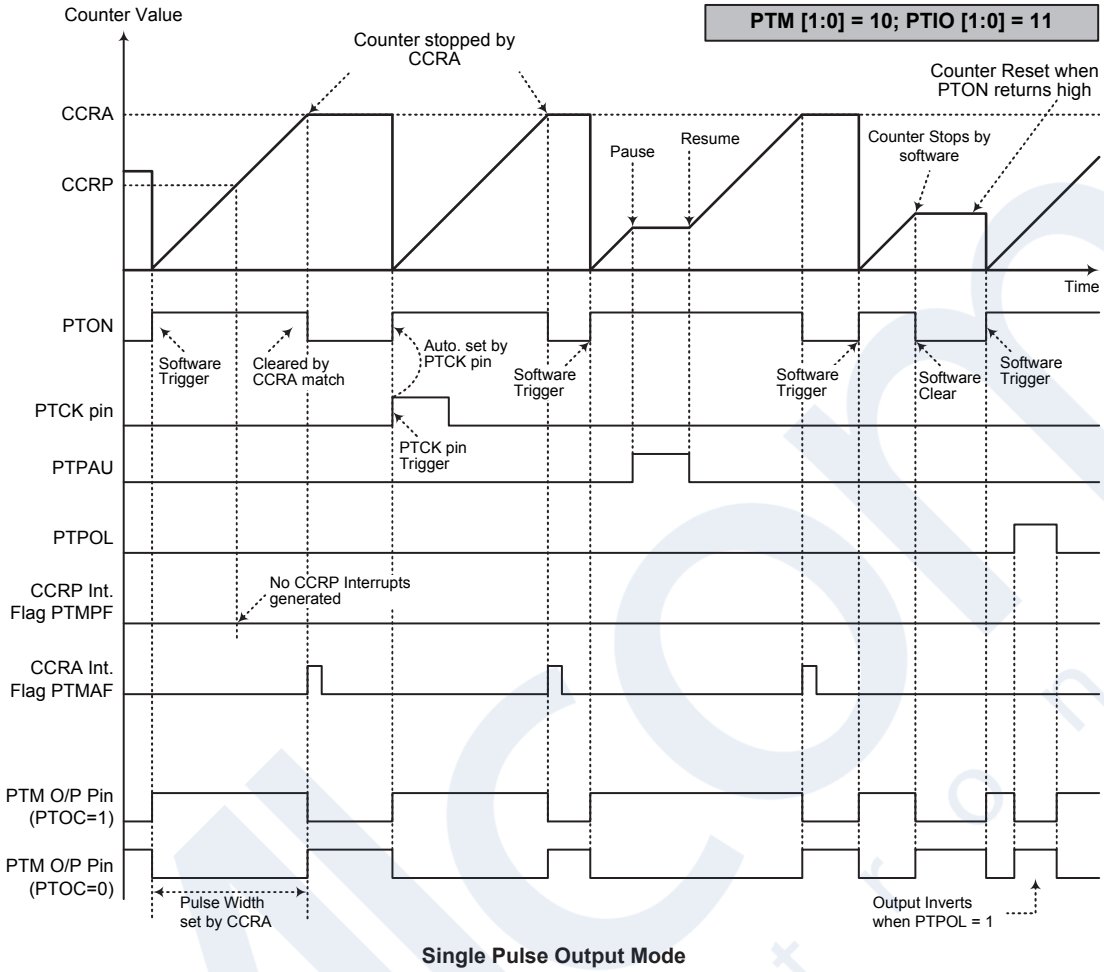 Counter Value
PTM [1:0] = 10; PTIO [1:0] = 11
Counter stopped by
CCRA
Counter Reset when
PTON returns high
CCRA
Pause
Resume
Counter Stops by
software
CCRP
Time
PTON
Software
Trigger
Cleared by
CCRA match
Auto. set by
PTCK pin
Software
Trigger
Software
Trigger
Software
Clear
Software
Trigger
PTCK pin
PTCK pin
Trigger
PTPAU
PTPOL
CCRP Int.
Flag PTMPF
No CCRP Interrupts
generated
CCRA Int.
Flag PTMAF
PTM O/P Pin
(PTOC=1)
PTM O/P Pin
(PTOC=0)
Pulse Width
set by CCRA
Output Inverts
when PTPOL = 1
Single Pulse Output Mode